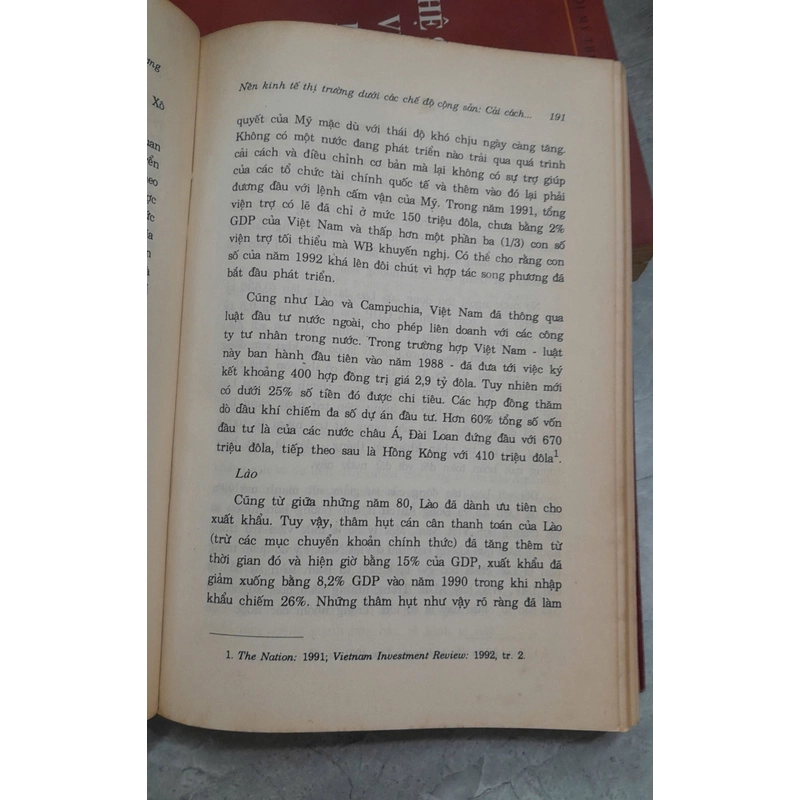 HỆ
V
Nền kinh tế thị trường dưới các chế độ cộng sản: Cải cách... 191
quyết của Mỹ mặc dù với thái độ khó chịu ngày càng tăng.
Không có một nước đang phát triển nào trải qua quá trình
cải cách và điều chỉnh cơ bản mà lại không có sự trợ giúp
của các tổ chức tài chính quốc tế và thêm vào đó lại phải
đương đầu với lệnh cấm vận của Mỹ. Trong năm 1991, tổng
viện trợ có lẽ đã chỉ ở mức 150 triệu đôla, chưa bằng 2%
GDP của Việt Nam và thấp hơn một phần ba (1/3) con số
viện trợ tối thiểu mà WB khuyến nghị. Có thể cho rằng con
số của năm 1992 khá lên đôi chút vì hợp tác song phương đã
bắt đầu phát triển.
Cũng như Lào và Campuchia, Việt Nam đã thông qua
luật đầu tư nước ngoài, cho phép liên doanh với các công
ty tư nhân trong nước. Trong trường hợp Việt Nam - luật
này ban hành đầu tiên vào năm 1988 - đã đưa tới việc ký
kết khoảng 400 hợp đồng trị giá 2,9 tỷ đôla. Tuy nhiên mới
có dưới 25% số tiền đó được chi tiêu. Các hợp đồng thăm
dò dầu khí chiếm đa số dự án đầu tư. Hơn 60% tổng số vốn
đầu tư là của các nước châu Á, Đài Loan đứng đầu với 670
triệu đôla, tiếp theo sau là Hồng Kông với 410 triệu đôla¹.
Lào
Cũng từ giữa những năm 80, Lào đã dành ưu tiên cho
xuất khẩu. Tuy vậy, thâm hụt cán cân thanh toán của Lào
(trừ các mục chuyển khoản chính thức) đã tăng thêm từ
thời gian đó và hiện giờ bằng 15% của GDP, xuất khẩu đã
giảm xuống bằng 8,2% GDP vào năm 1990 trong khi nhập
khẩu chiếm 26%. Những thâm hụt như vậy rõ ràng đã làm
1. The Nation: 1991; Vietnam Investment Review: 1992, tr. 2.